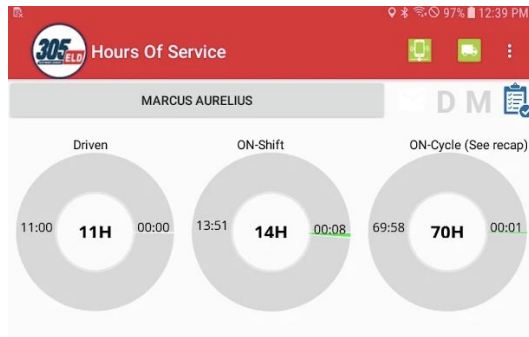 97% 12:39 PM
305 ELD Hours Of Service
MARCUS AURELIUS
D M
Driven ON-Shift ON-Cycle (See recap)
11:00 11H 00:00 13:51 14H 00:08 69:58 70H 00:01